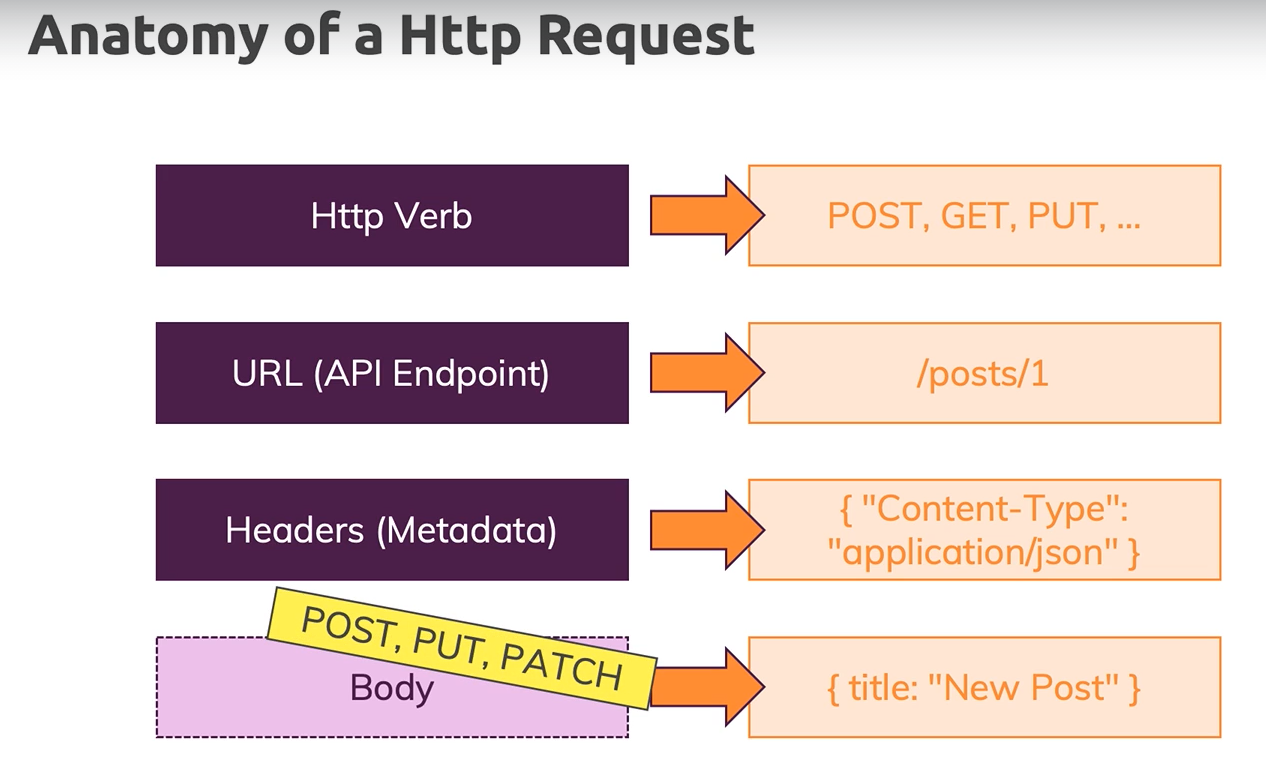 Anatomy of a Http Request
Http Verb
POST, GET, PUT, ...
URL (API Endpoint)
/posts/1
Headers (Metadata)
{ "Content-Type":
"application/json" }
POST, PUT, PATCH
Body
{ title: "New Post" }